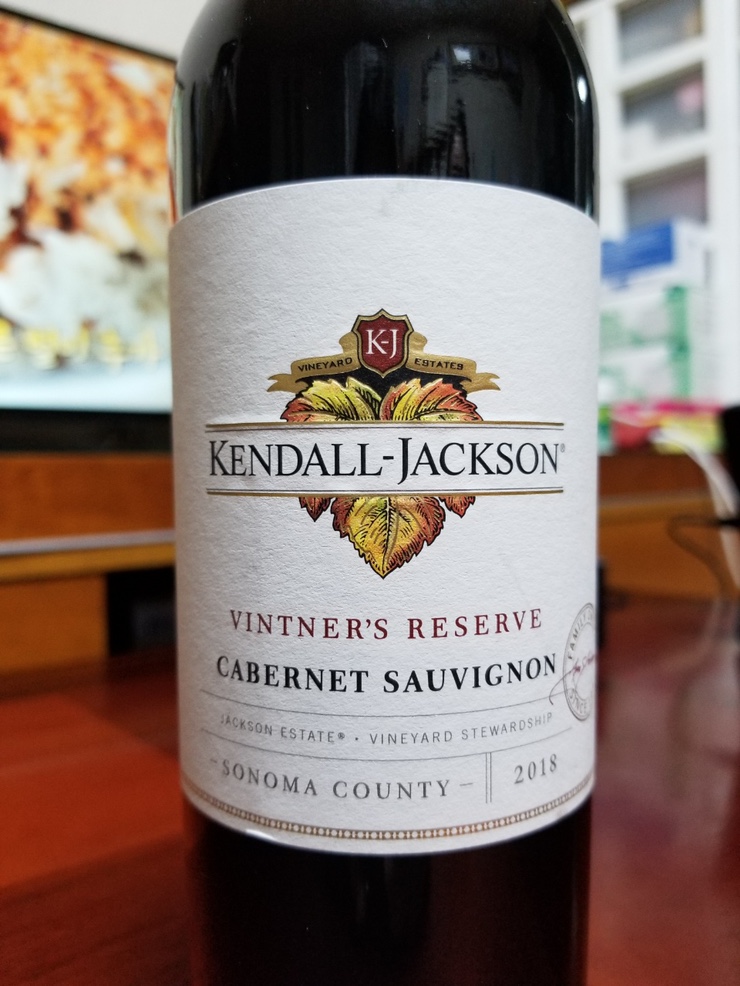 K-J
VINEYARD ESTATES
KENDALL-JACKSON®
VINTNER'S RESERVE
CABERNET SAUVIGNON
JACKSON ESTATE® • VINEYARD STEWARDSHIP
-SONOMA COUNTY- 2018